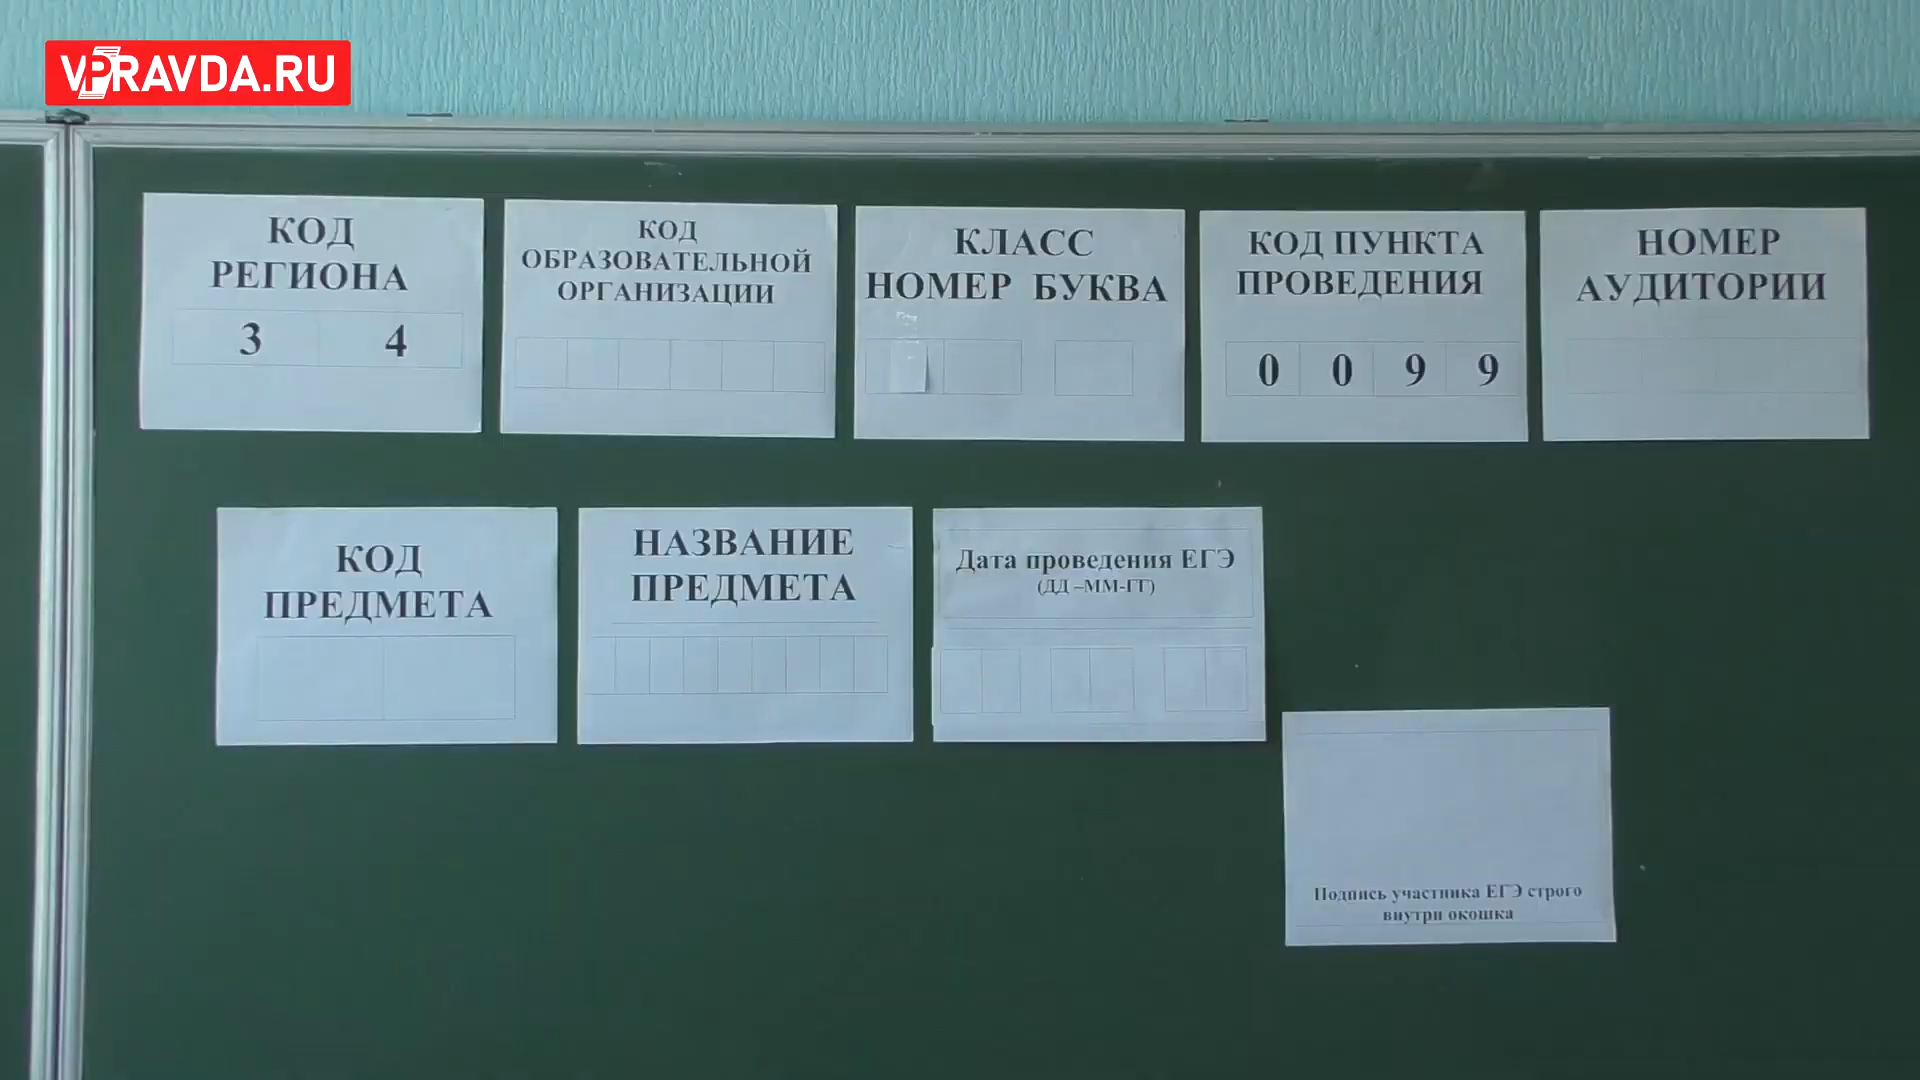 VPRAVDA.RU
КОД
РЕГИОНА
3 4
КОД
ОБРАЗОВАТЕЛЬНОЙ
ОРГАНИЗАЦИИ
КЛАСС
НОМЕР БУКВА
КОД ПУНКТА
ПРОВЕДЕНИЯ
0 0 9 9
НОМЕР
АУДИТОРИИ
КОД
ПРЕДМЕТА
НАЗВАНИЕ
ПРЕДМЕТА
Дата проведения ЕГЭ
(ДД –ММ-ГГ)
Подпись участника ЕГЭ строго
внутри окошка